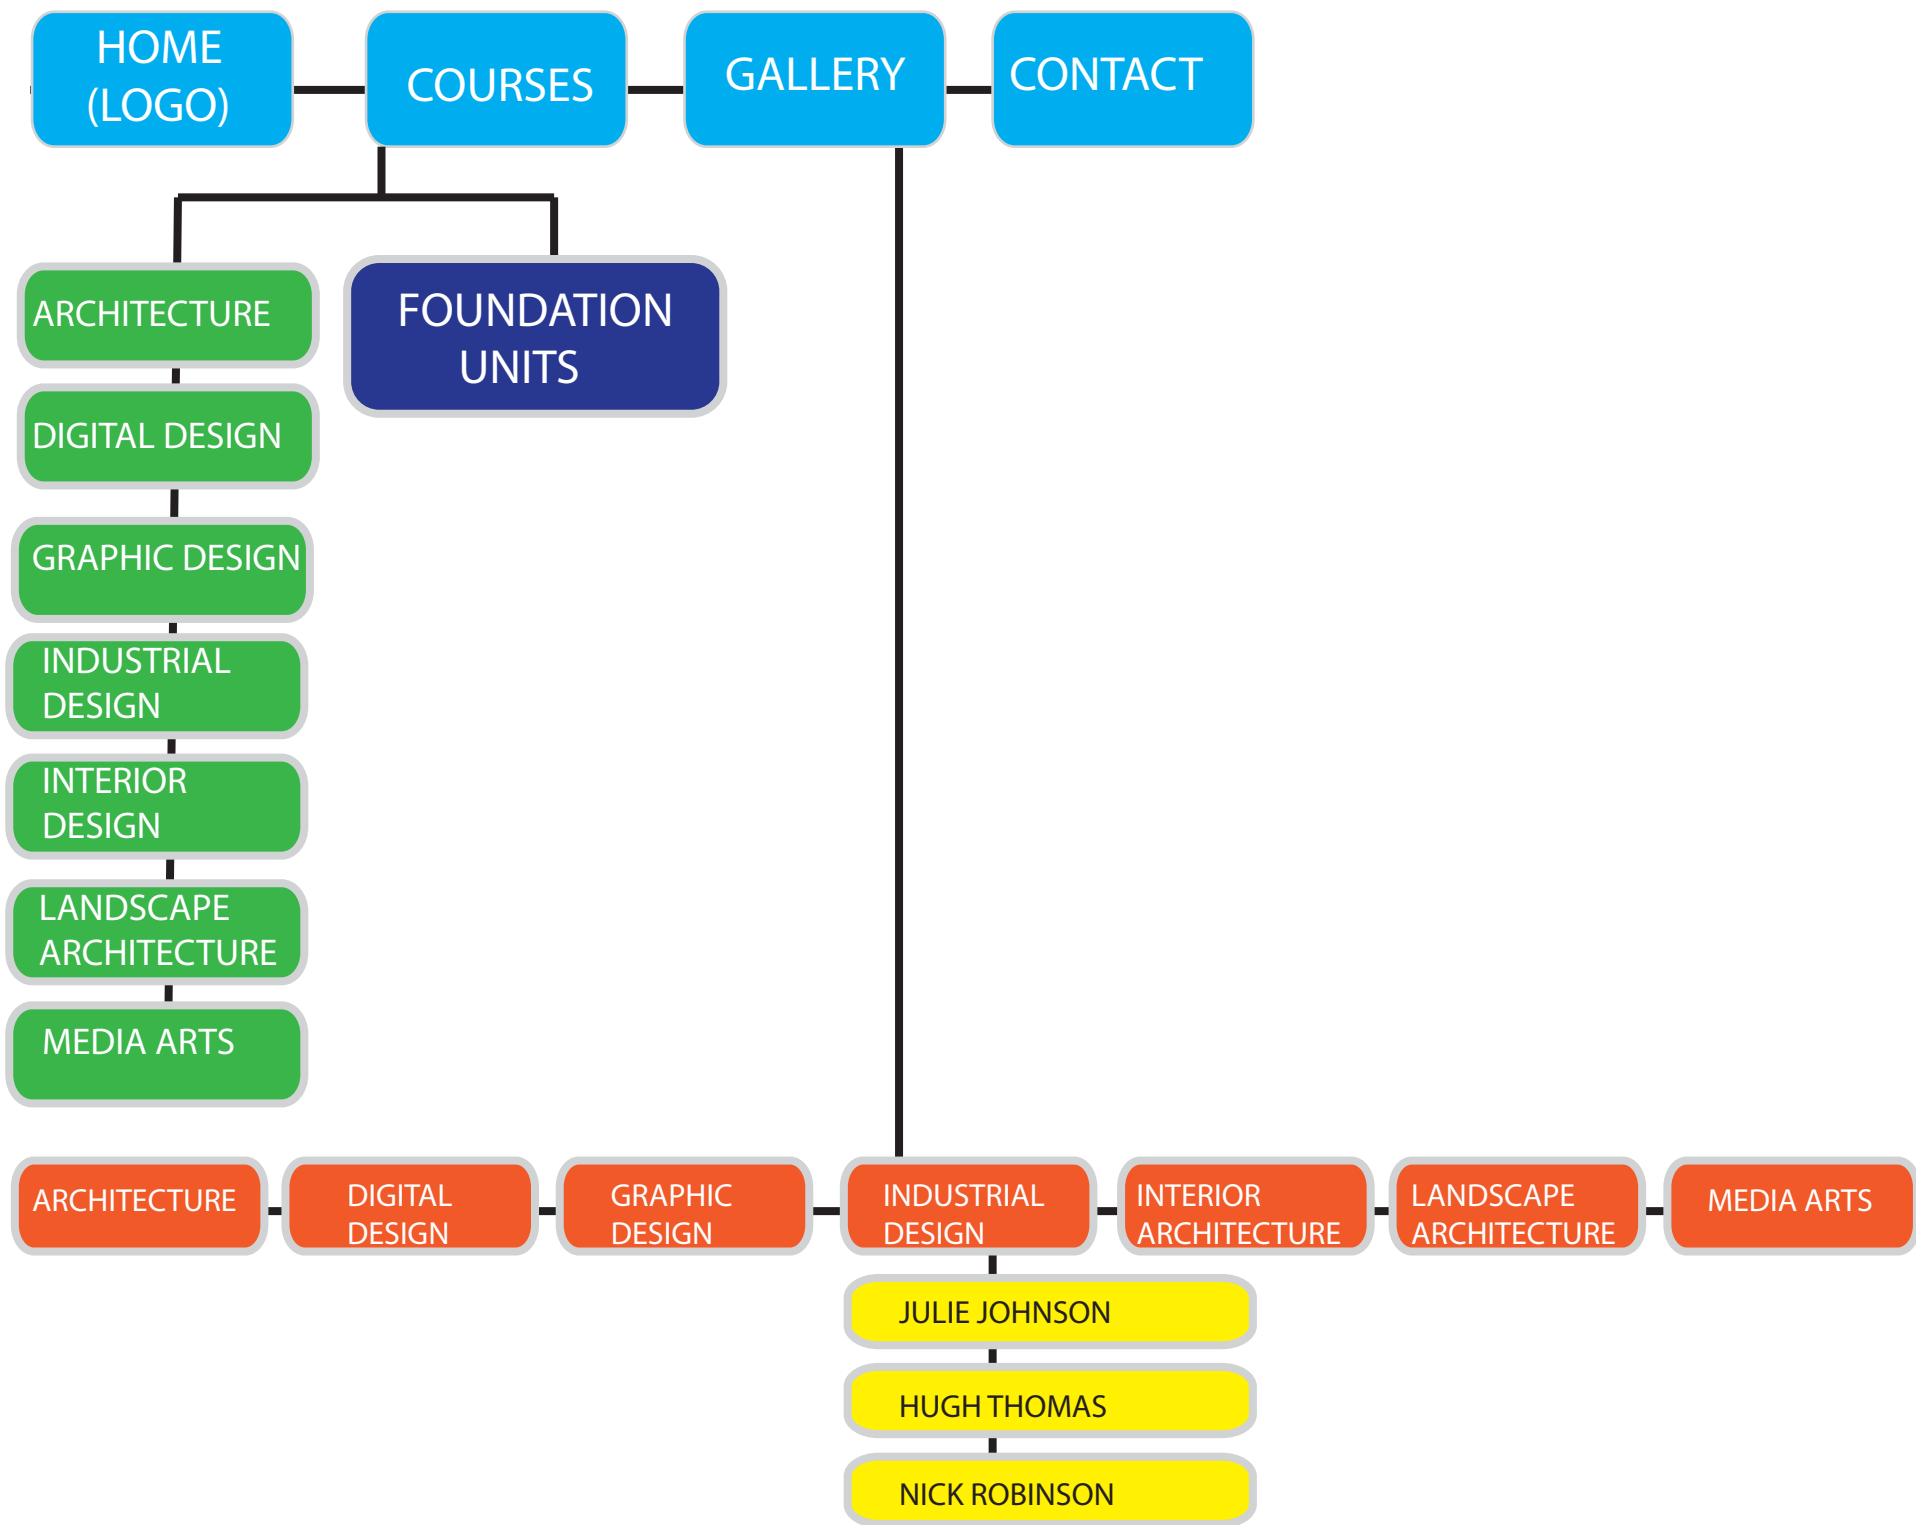 HOME
(LOGO)
COURSES
GALLERY
CONTACT
ARCHITECTURE
FOUNDATION
UNITS
DIGITAL DESIGN
GRAPHIC DESIGN
INDUSTRIAL
DESIGN
INTERIOR
DESIGN
LANDSCAPE
ARCHITECTURE
MEDIA ARTS
ARCHITECTURE
DIGITAL
DESIGN
GRAPHIC
DESIGN
INDUSTRIAL
DESIGN
INTERIOR
ARCHITECTURE
LANDSCAPE
ARCHITECTURE
MEDIA ARTS
JULIE JOHNSON
HUGH THOMAS
NICK ROBINSON